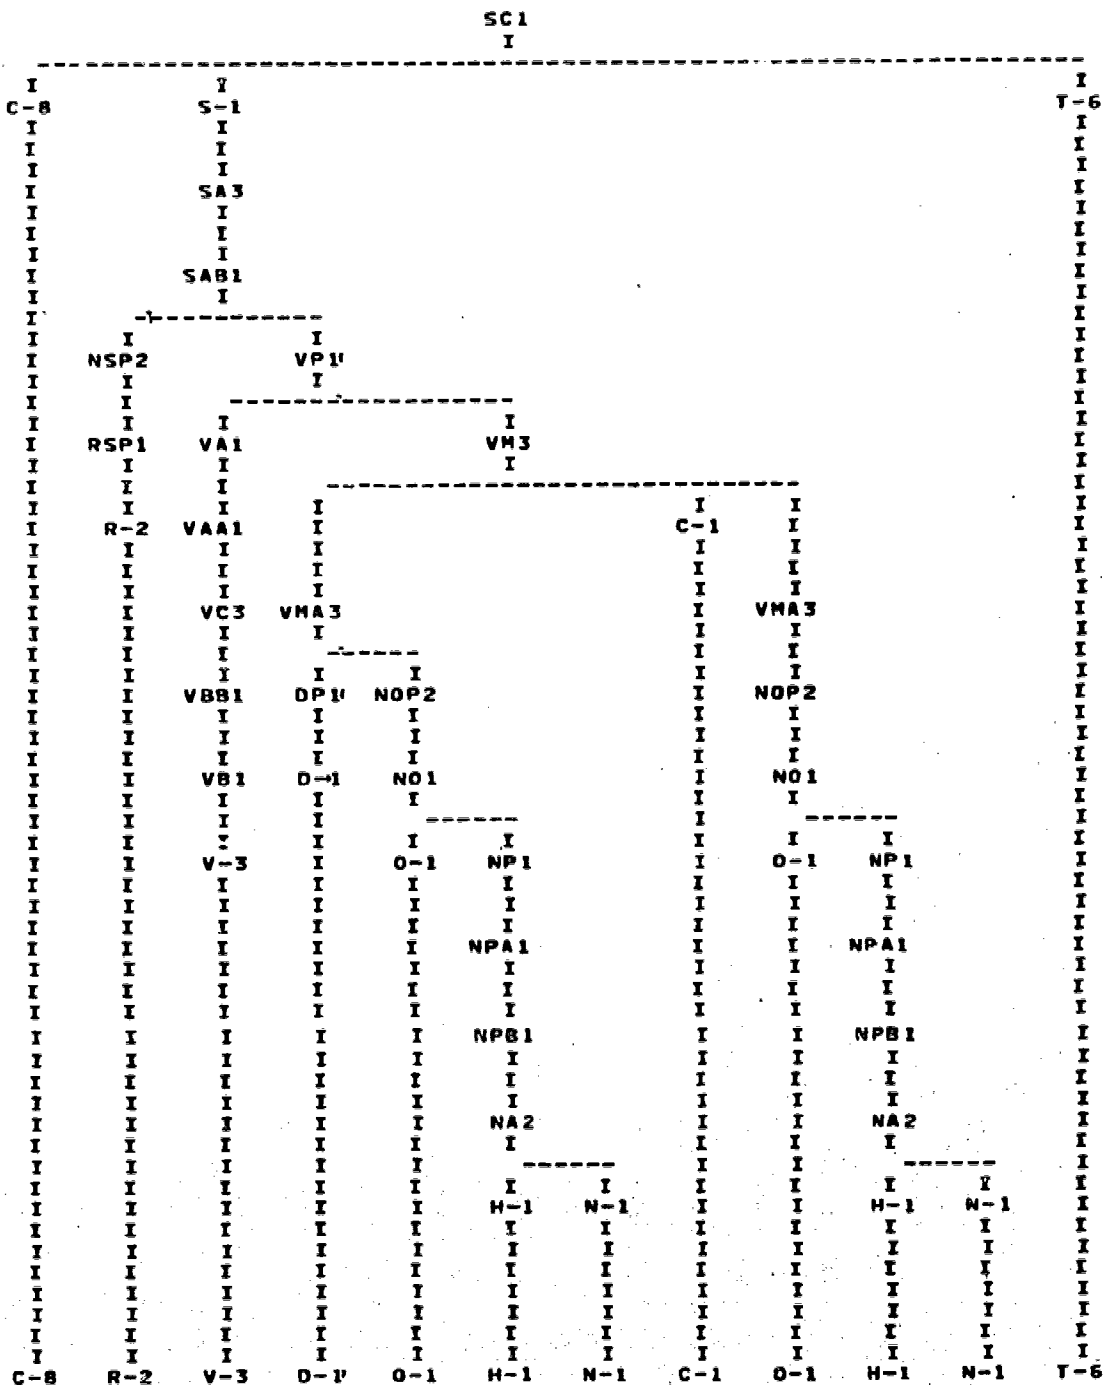 SC1
I
I I I
C-8 S-1 T-6
I I I
I I I
I I I
I SA3 I
I I I
I I I
I I I
I SAB1 I
I I I
I ------------ I
I I I I
I NSP2 VP1' I
I I I I
I I --------------- I
I I I I I
I RSP1 VA1 VM3 I
I I I I I
I I I ------------------------- I
I I I I I I I
I R-2 VAA1 I C-1 I I
I I I I I I I
I I I I I I I
I I I I I I I
I I VC3 VMA3 I VMA3 I
I I I I I I I
I I I ------ I I I
I I I I I I I I
I I VBB1 DP1' NOP2 I NOP2 I
I I I I I I I I
I I I I I I I I
I I I I I I I I
I I VB1 D-1 NO1 I NO1 I
I I I I I I I I
I I I I ------ I ------ I
I I I I I I I I I I
I I V-3 I O-1 NP1 I O-1 NP1 I
I I I I I I I I I I
I I I I I I I I I I
I I I I I I I I I I
I I I I I NPA1 I I NPA1 I
I I I I I I I I I I
I I I I I I I I I I
I I I I I I I I I I
I I I I I NPB1 I I NPB1 I
I I I I I I I I I I
I I I I I I I I I I
I I I I I I I I I I
I I I I I NA2 I I NA2 I
I I I I I I I I I I
I I I I I ------ I I ------ I
I I I I I I I I I I I I
I I I I I H-1 N-1 I I H-1 N-1 I
I I I I I I I I I I I I
I I I I I I I I I I I I
I I I I I I I I I I I I
I I I I I I I I I I I I
I I I I I I I I I I I I
I I I I I I I I I I I I
I I I I I I I I I I I I
C-8 R-2 V-3 D-1' O-1 H-1 N-1 C-1 O-1 H-1 N-1 T-6